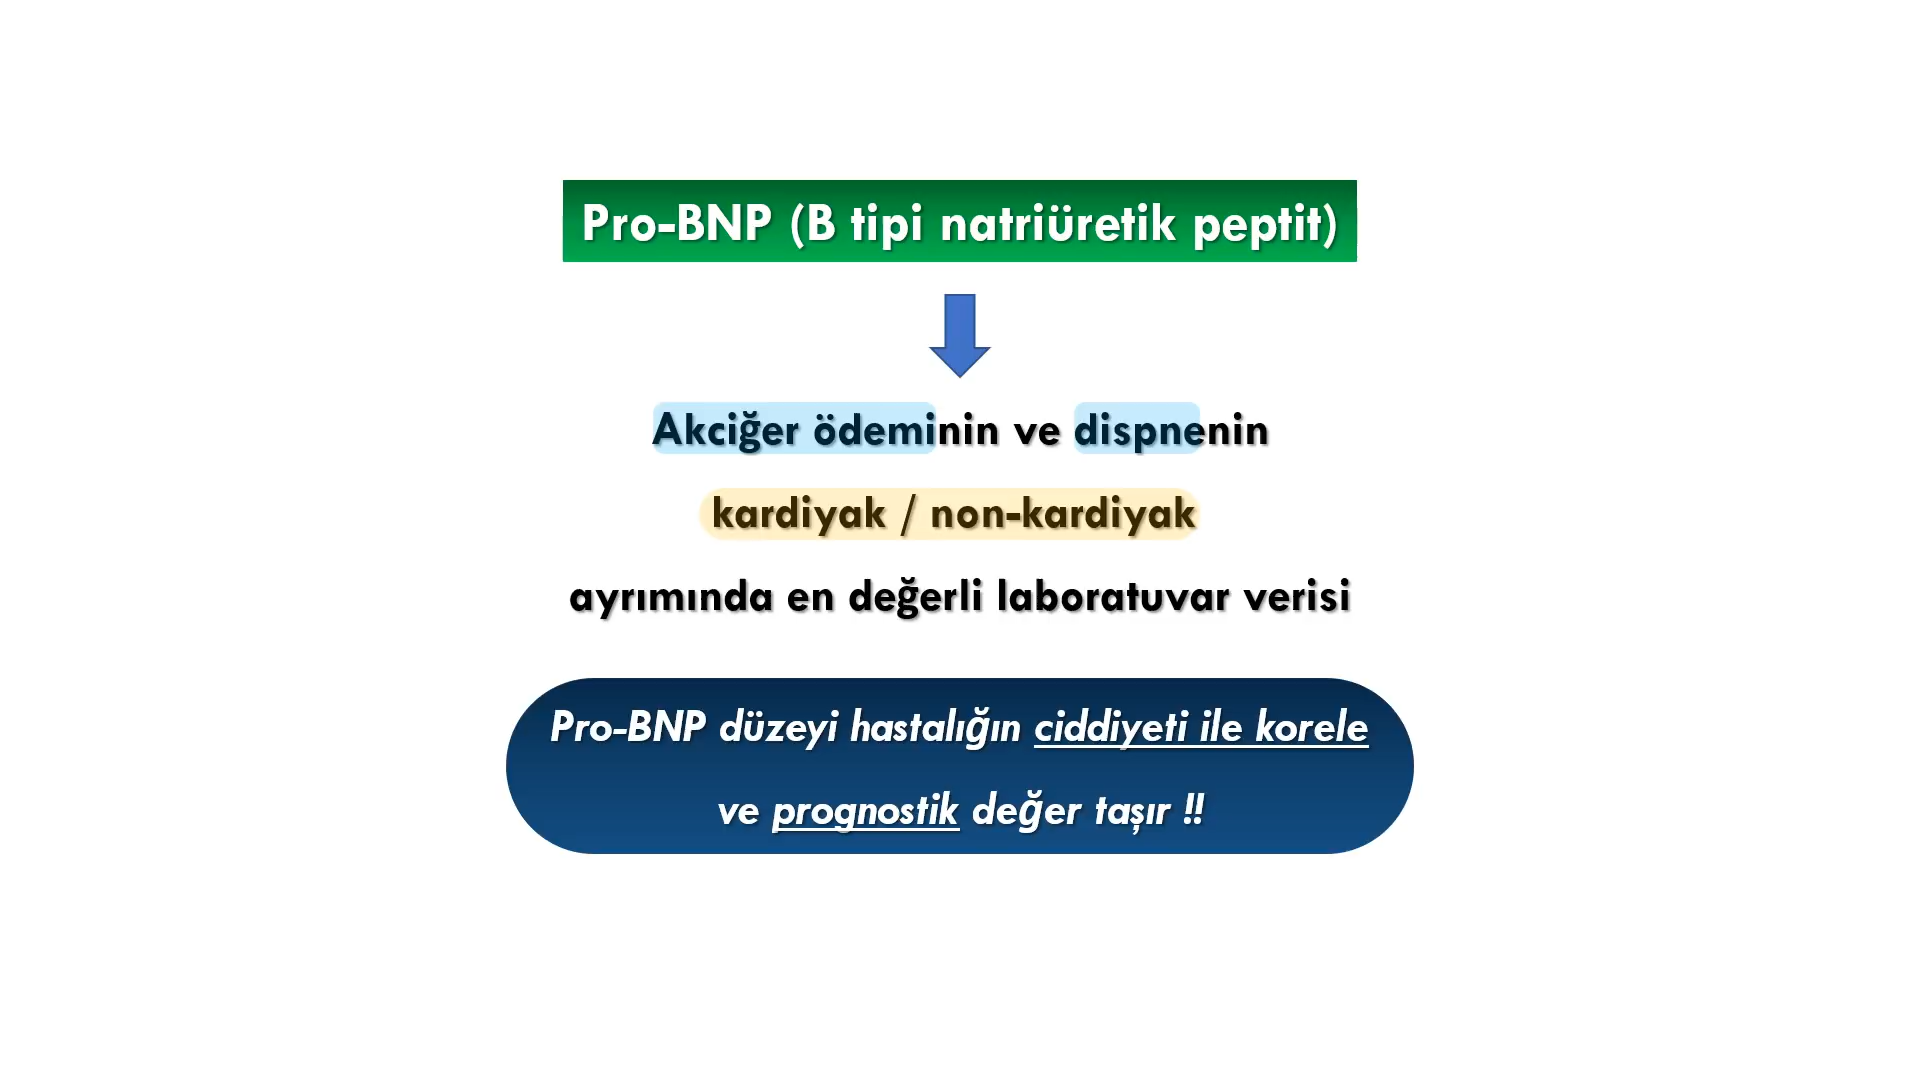 Pro-BNP (B tipi natriüretik peptit)
Akciğer ödeminin ve dispnenin
kardiyak / non-kardiyak
ayrımında en değerli laboratuvar verisi
Pro-BNP düzeyi hastalığın ciddiyeti ile korele
ve prognostik değer taşır !!